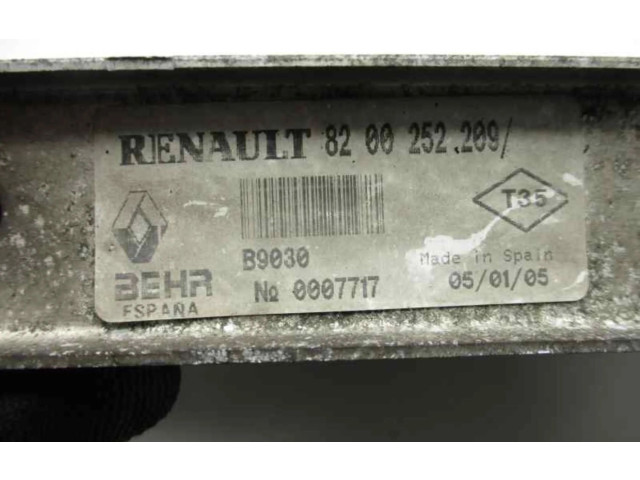 RENAULT 82 00 252.209/
T35
B9030
Made in Spain
BEHR
№ 0007717
05/01/05
ESPAÑA